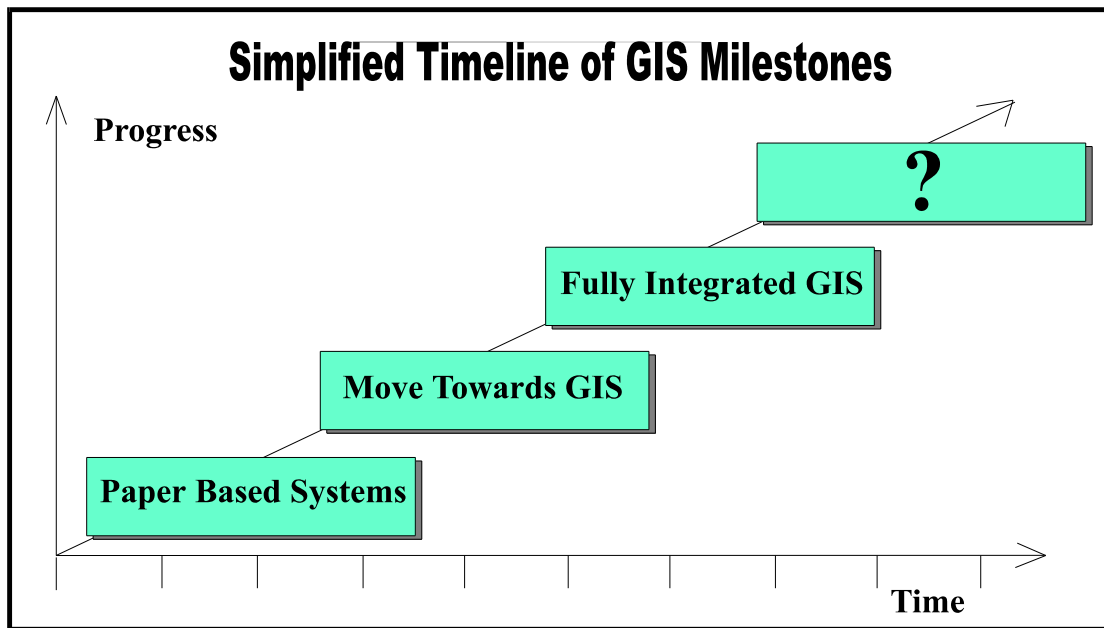 Simplified Timeline of GIS Milestones
Progress
?
Fully Integrated GIS
Move Towards GIS
Paper Based Systems
Time